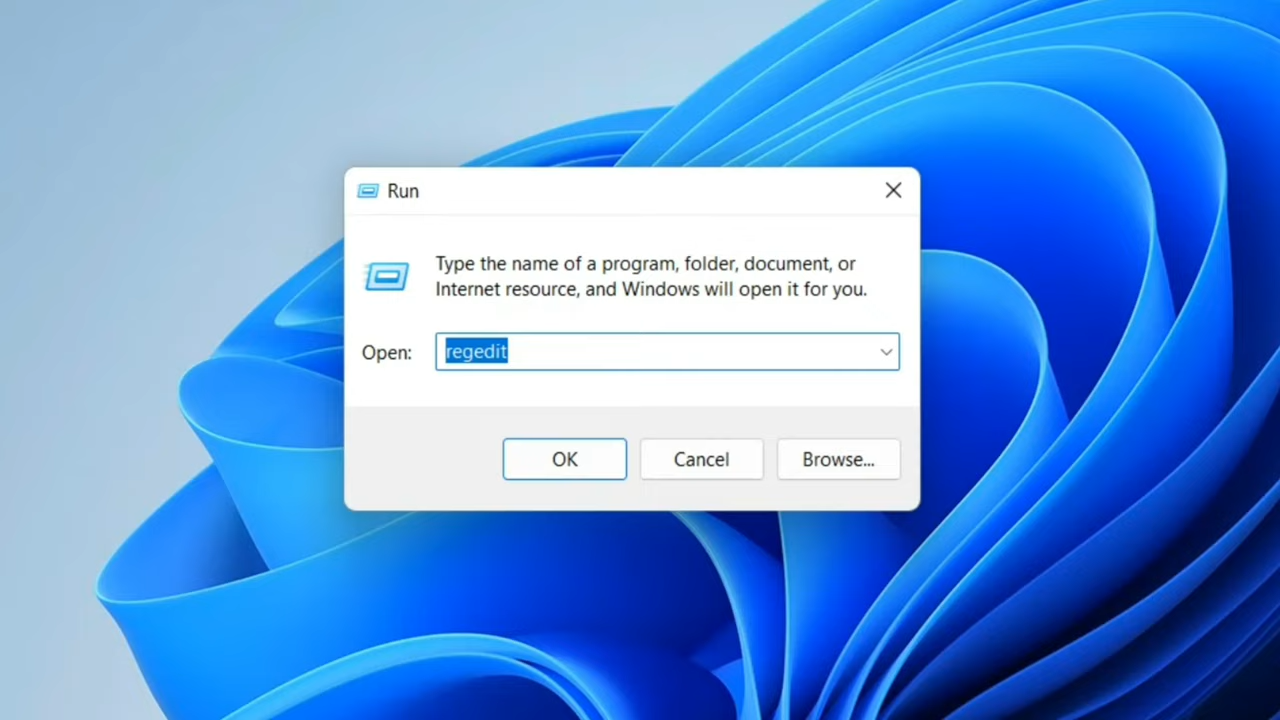 Run
Type the name of a program, folder, document, or
Internet resource, and Windows will open it for you.
Open: regedit
OK Cancel Browse...